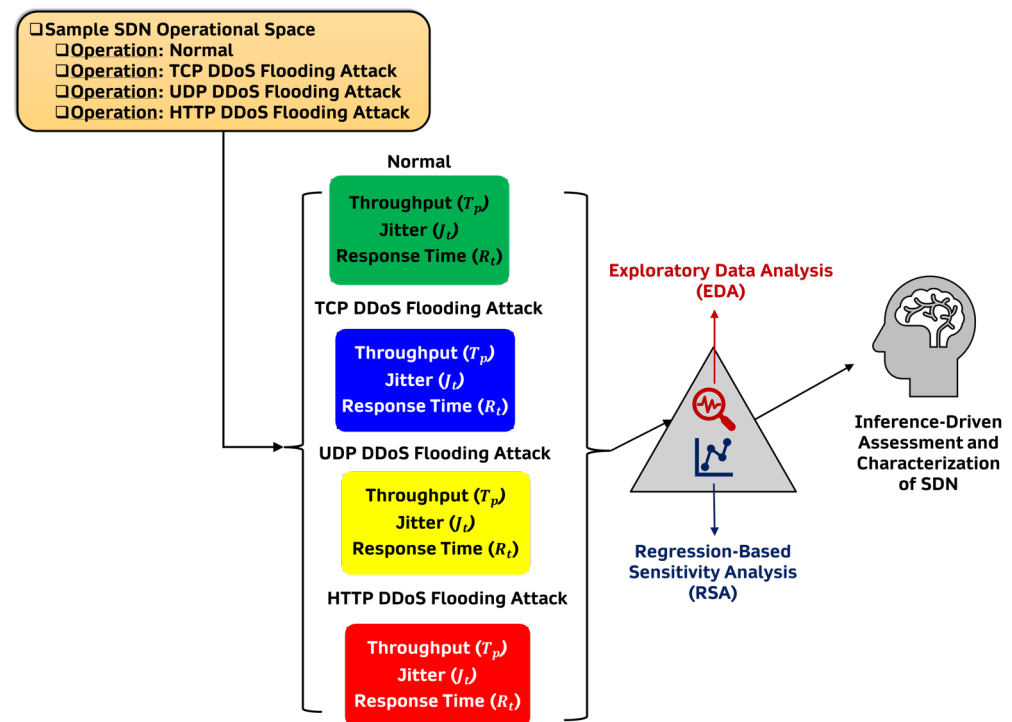 ❑Sample SDN Operational Space
❑Operation: Normal
❑Operation: TCP DDoS Flooding Attack
❑Operation: UDP DDoS Flooding Attack
❑Operation: HTTP DDoS Flooding Attack
Normal
Throughput (Tₚ)
Jitter (Jₜ)
Response Time (Rₜ)
TCP DDoS Flooding Attack
Throughput (Tₚ)
Jitter (Jₜ)
Response Time (Rₜ)
UDP DDoS Flooding Attack
Throughput (Tₚ)
Jitter (Jₜ)
Response Time (Rₜ)
HTTP DDoS Flooding Attack
Throughput (Tₚ)
Jitter (Jₜ)
Response Time (Rₜ)
Exploratory Data Analysis
(EDA)
Regression-Based
Sensitivity Analysis
(RSA)
Inference-Driven
Assessment and
Characterization
of SDN